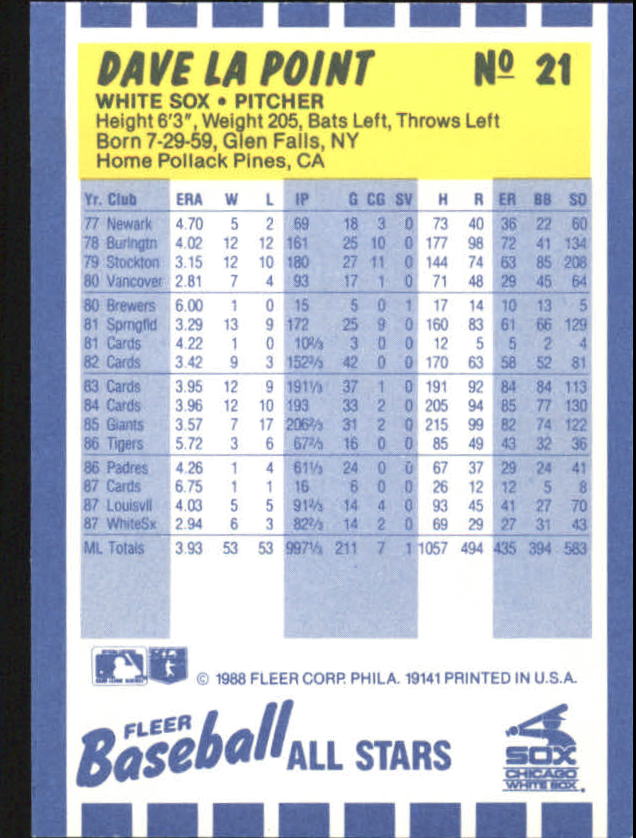 DAVE LA POINT Nº 21
WHITE SOX • PITCHER
Height 6'3", Weight 205, Bats Left, Throws Left
Born 7-29-59, Glen Falls, NY
Home Pollack Pines, CA
Yr. Club ERA W L IP G CG SV H R ER BB SO
77 Newark 4.70 5 2 69 18 3 0 73 40 36 22 60
78 Burlngtn 4.02 12 12 161 25 10 0 177 98 72 41 134
79 Stockton 3.15 12 10 180 27 11 0 144 74 63 85 208
80 Vancover 2.81 7 4 93 17 1 0 71 48 29 45 64
80 Brewers 6.00 1 0 15 5 0 1 17 14 10 13 5
81 Sprngfld 3.29 13 9 172 25 9 0 160 83 61 66 129
81 Cards 4.22 1 0 10⅔ 3 0 0 12 5 5 2 4
82 Cards 3.42 9 3 152⅔ 42 0 0 170 63 58 52 81
83 Cards 3.95 12 9 191⅓ 37 1 0 191 92 84 84 113
84 Cards 3.96 12 10 193 33 2 0 205 94 85 77 130
85 Giants 3.57 7 17 206⅔ 31 2 0 215 99 82 74 122
86 Tigers 5.72 3 6 67⅔ 16 0 0 85 49 43 32 36
86 Padres 4.26 1 4 61⅓ 24 0 0 67 37 29 24 41
87 Cards 6.75 1 1 16 6 0 0 26 12 12 5 8
87 Louisvll 4.03 5 5 91⅔ 14 4 0 93 45 41 27 70
87 WhiteSx 2.94 6 3 82⅔ 14 2 0 69 29 27 31 43
ML Totals 3.93 53 53 997⅓ 211 7 1 1057 494 435 394 583
© 1988 FLEER CORP. PHILA. 19141 PRINTED IN U.S.A.
FLEER
Baseball ALL STARS
SOX
CHICAGO
WHITE SOX